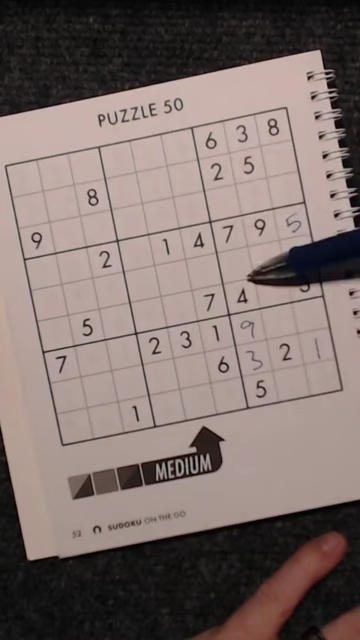 PUZZLE 50
6 3 8
8 2 5
9
2 1 4 7 9 5
5 7 4
7 2 3 1 9
6 3 2 1
1 5
MEDIUM
52 SUDOKU ON THE GO